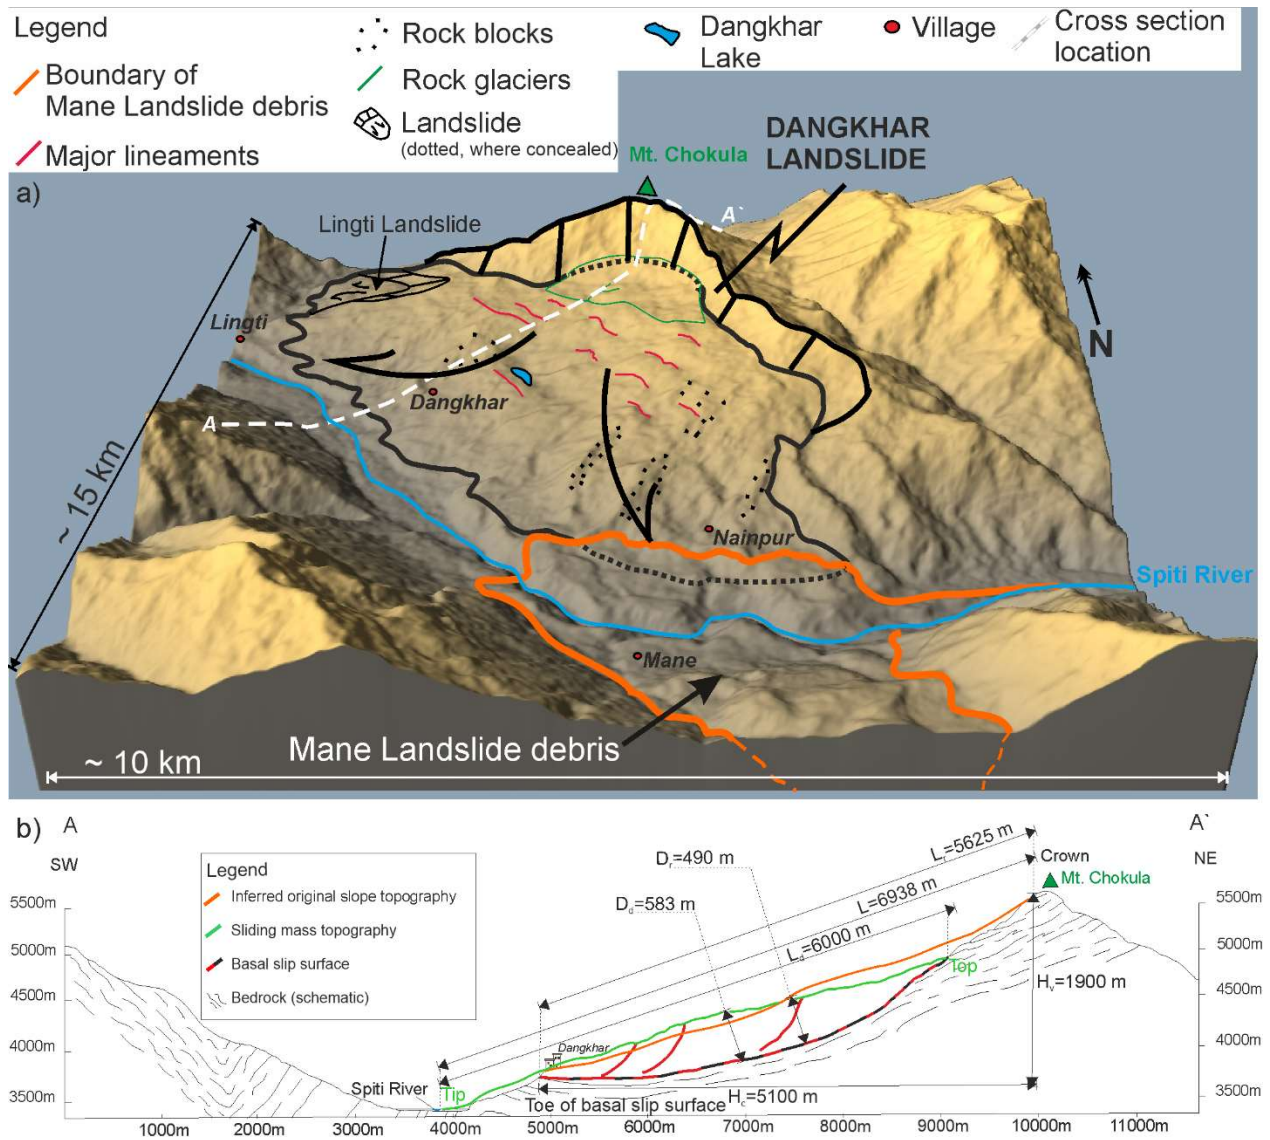 Legend
Boundary of
Mane Landslide debris
Major lineaments
Rock blocks
Rock glaciers
Landslide
(dotted, where concealed)
Dangkhar
Lake
Village
Cross section
location
a)
Mt. Chokula
DANGKHAR
LANDSLIDE
A`
Lingti Landslide
N
Lingti
Dangkhar
A
~ 15 km
Nainpur
Spiti River
Mane
Mane Landslide debris
~ 10 km
b)
A
A`
SW
NE
Legend
Inferred original slope topography
Sliding mass topography
Basal slip surface
Bedrock (schematic)
Lr=5625 m
Crown
Mt. Chokula
Dr=490 m
L=6938 m
Dd=583 m
Ld=6000 m
Top
Hv=1900m
5500m
5000m
4500m
4000m
3500m
5500m
5000m
4500m
4000m
3500m
Dangkhar
Spiti River
Tip
Toe of basal slip surface
Hc=5100m
1000m 2000m 3000m 4000m 5000m 6000m 7000m 8000m 9000m 10000m 11000m